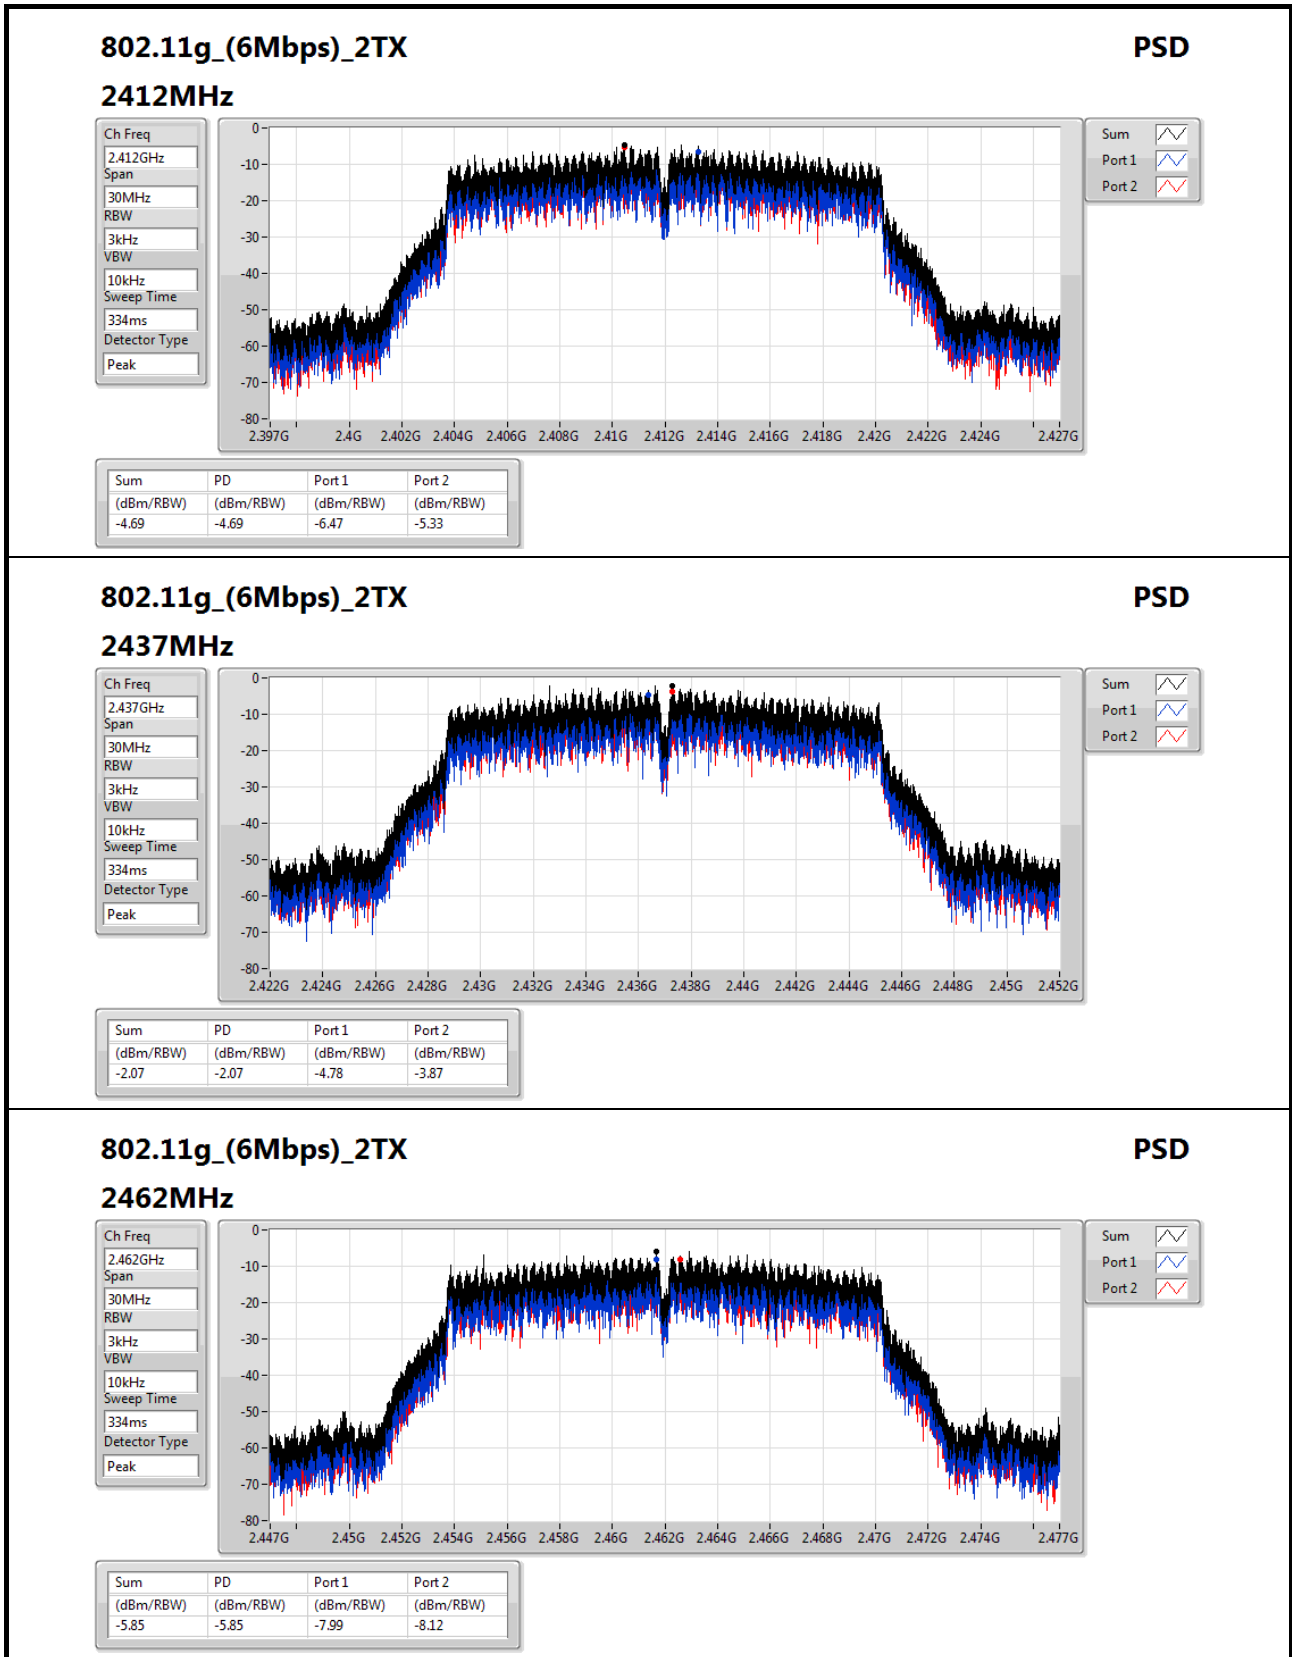 802.11g_(6Mbps)_2TX PSD
2412MHz
Ch Freq
2.412GHz
Span
30MHz
RBW
3kHz
VBW
10kHz
Sweep Time
334ms
Detector Type
Peak
0
-10
-20
-30
-40
-50
-60
-70
-80
2.397G 2.4G 2.402G 2.404G 2.406G 2.408G 2.41G 2.412G 2.414G 2.416G 2.418G 2.42G 2.422G 2.424G 2.427G
Sum
Port 1
Port 2
Sum PD Port 1 Port 2
(dBm/RBW) (dBm/RBW) (dBm/RBW) (dBm/RBW)
-4.69 -4.69 -6.47 -5.33
802.11g_(6Mbps)_2TX PSD
2437MHz
Ch Freq
2.437GHz
Span
30MHz
RBW
3kHz
VBW
10kHz
Sweep Time
334ms
Detector Type
Peak
0
-10
-20
-30
-40
-50
-60
-70
-80
2.422G 2.424G 2.426G 2.428G 2.43G 2.432G 2.434G 2.436G 2.438G 2.44G 2.442G 2.444G 2.446G 2.448G 2.45G 2.452G
Sum
Port 1
Port 2
Sum PD Port 1 Port 2
(dBm/RBW) (dBm/RBW) (dBm/RBW) (dBm/RBW)
-2.07 -2.07 -4.78 -3.87
802.11g_(6Mbps)_2TX PSD
2462MHz
Ch Freq
2.462GHz
Span
30MHz
RBW
3kHz
VBW
10kHz
Sweep Time
334ms
Detector Type
Peak
0
-10
-20
-30
-40
-50
-60
-70
-80
2.447G 2.45G 2.452G 2.454G 2.456G 2.458G 2.46G 2.462G 2.464G 2.466G 2.468G 2.47G 2.472G 2.474G 2.477G
Sum
Port 1
Port 2
Sum PD Port 1 Port 2
(dBm/RBW) (dBm/RBW) (dBm/RBW) (dBm/RBW)
-5.85 -5.85 -7.99 -8.12